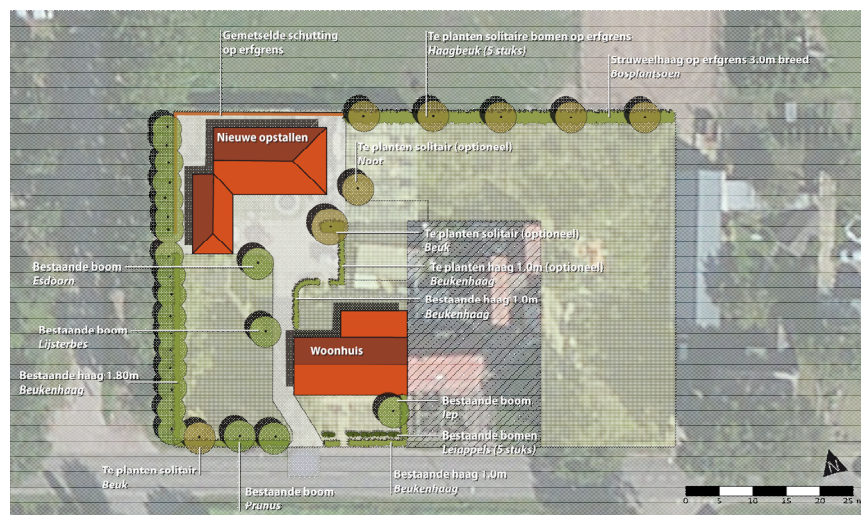 Gemetselde schutting
op erfgrens
Te planten solitaire bomen op erfgrens
Haagbeuk (5 stuks)
Struweelhaag op erfgrens 3.0m breed
Bosplantsoen
Nieuwe opstallen
Te planten solitair (optioneel)
Noot
Te planten solitair (optioneel)
Beuk
Bestaande boom
Esdoorn
Te planten haag 1.0m (optioneel)
Beukenhaag
Bestaande haag 1.0m
Beukenhaag
Bestaande boom
Lijsterbes
Woonhuis
Bestaande haag 1.80m
Beukenhaag
Bestaande boom
Iep
Bestaande bomen
Leiappels (5 stuks)
Te planten solitair
Beuk
Bestaande haag 1.0m
Beukenhaag
Bestaande boom
Prunus
N
0 5 10 15 20 25 m